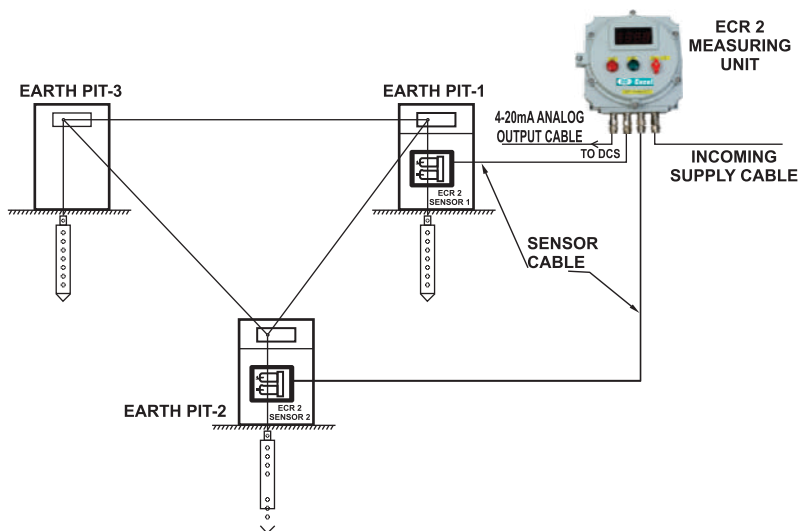 ECR 2
MEASURING
UNIT
EARTH PIT-3
EARTH PIT-1
4-20mA ANALOG
OUTPUT CABLE
TO DCS
INCOMING
SUPPLY CABLE
ECR 2
SENSOR 1
SENSOR
CABLE
EARTH PIT-2
ECR 2
SENSOR 2